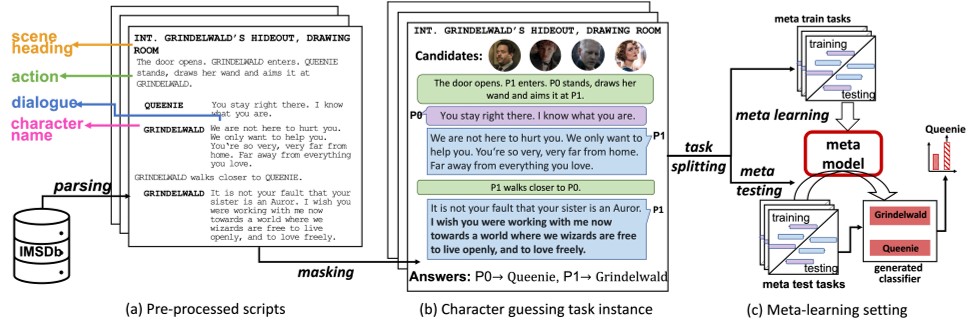 scene
heading
action
dialogue
character
name
IMSDb
parsing
INT. GRINDELWALD'S HIDEOUT, DRAWING
ROOM
The door opens. GRINDELWALD enters. QUEENIE
stands, draws her wand and aims it at
GRINDELWALD.
QUEENIE
You stay right there. I know
what you are.
GRINDELWALD
We are not here to hurt you.
We only want to help you.
You're so very, very far from
home. Far away from everything
you love.
GRINDELWALD walks closer to QUEENIE.
GRINDELWALD
It is not your fault that your
sister is an Auror. I wish you
were working with me now
towards a world where we
wizards are free to live
openly, and to love freely.
masking
(a) Pre-processed scripts
INT. GRINDELWALD'S HIDEOUT, DRAWING ROOM
Candidates:
The door opens. P1 enters. P0 stands, draws her
wand and aims it at P1.
P0
You stay right there. I know what you are.
We are not here to hurt you. We only want to
help you. You're so very, very far from home.
Far away from everything you love.
P1
P1 walks closer to P0.
It is not your fault that your sister is an Auror.
I wish you were working with me now
towards a world where we wizards are free
to live openly, and to love freely.
P1
Answers: P0→ Queenie, P1→ Grindelwald
(b) Character guessing task instance
task
splitting
meta train tasks
training
testing
meta learning
meta
model
meta
testing
training
testing
meta test tasks
Queenie
Grindelwald
Queenie
generated
classifier
(c) Meta-learning setting